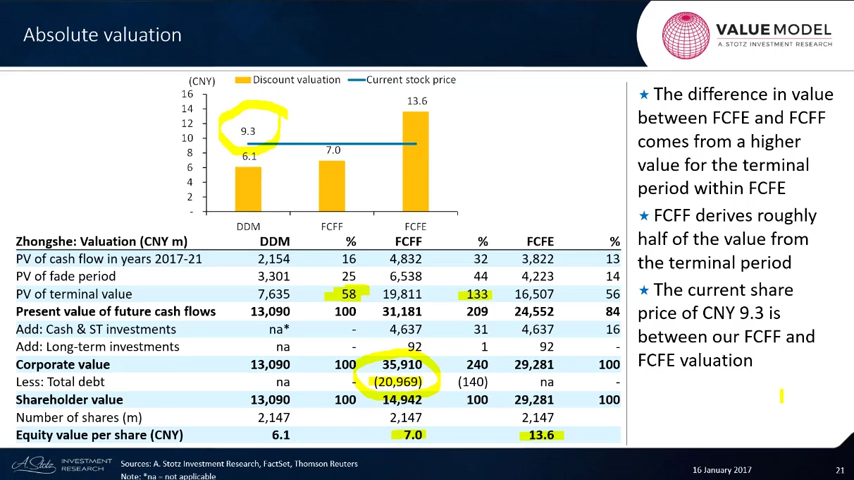 Absolute valuation
VALUE MODEL
A. STOTZ INVESTMENT RESEARCH
(CNY)
Discount valuation
Current stock price
16
14
12
10
8
6
4
2
-
9.3
6.1
7.0
13.6
DDM
FCFF
FCFE
Zhongshe: Valuation (CNY m) DDM % FCFF % FCFE %
PV of cash flow in years 2017-21 2,154 16 4,832 32 3,822 13
PV of fade period 3,301 25 6,538 44 4,223 14
PV of terminal value 7,635 58 19,811 133 16,507 56
Present value of future cash flows 13,090 100 31,181 209 24,552 84
Add: Cash & ST investments na* - 4,637 31 4,637 16
Add: Long-term investments na - 92 1 92 -
Corporate value 13,090 100 35,910 240 29,281 100
Less: Total debt na - (20,969) (140) na -
Shareholder value 13,090 100 14,942 100 29,281 100
Number of shares (m) 2,147 2,147 2,147
Equity value per share (CNY) 6.1 7.0 13.6
★ The difference in value
between FCFE and FCFF
comes from a higher
value for the terminal
period within FCFE
★ FCFF derives roughly
half of the value from
the terminal period
★ The current share
price of CNY 9.3 is
between our FCFF and
FCFE valuation
A. Stotz INVESTMENT
RESEARCH
Sources: A. Stotz Investment Research, FactSet, Thomson Reuters
Note: *na – not applicable
16 January 2017
21